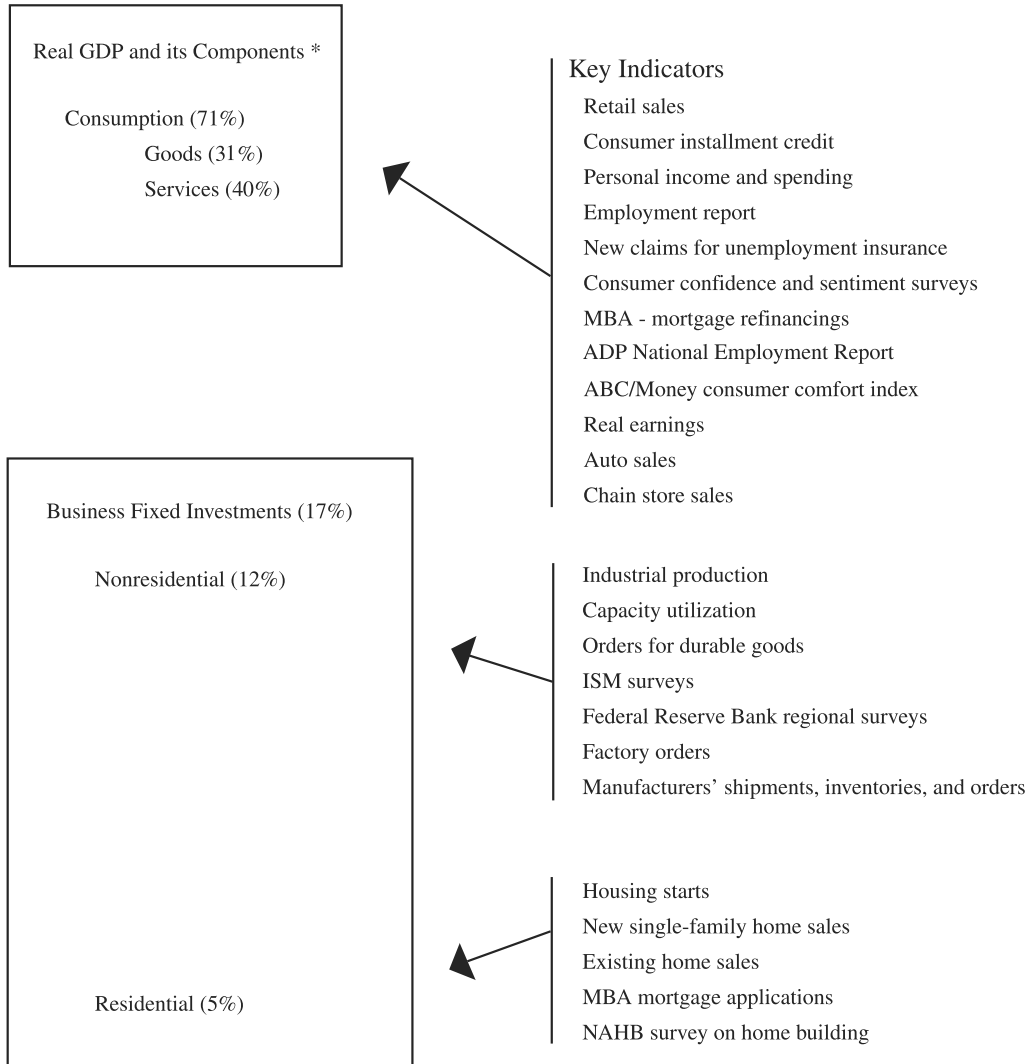 Real GDP and its Components *
Consumption (71%)
Goods (31%)
Services (40%)
Key Indicators
Retail sales
Consumer installment credit
Personal income and spending
Employment report
New claims for unemployment insurance
Consumer confidence and sentiment surveys
MBA - mortgage refinancings
ADP National Employment Report
ABC/Money consumer comfort index
Real earnings
Auto sales
Chain store sales
Business Fixed Investments (17%)
Nonresidential (12%)
Industrial production
Capacity utilization
Orders for durable goods
ISM surveys
Federal Reserve Bank regional surveys
Factory orders
Manufacturers’ shipments, inventories, and orders
Residential (5%)
Housing starts
New single-family home sales
Existing home sales
MBA mortgage applications
NAHB survey on home building